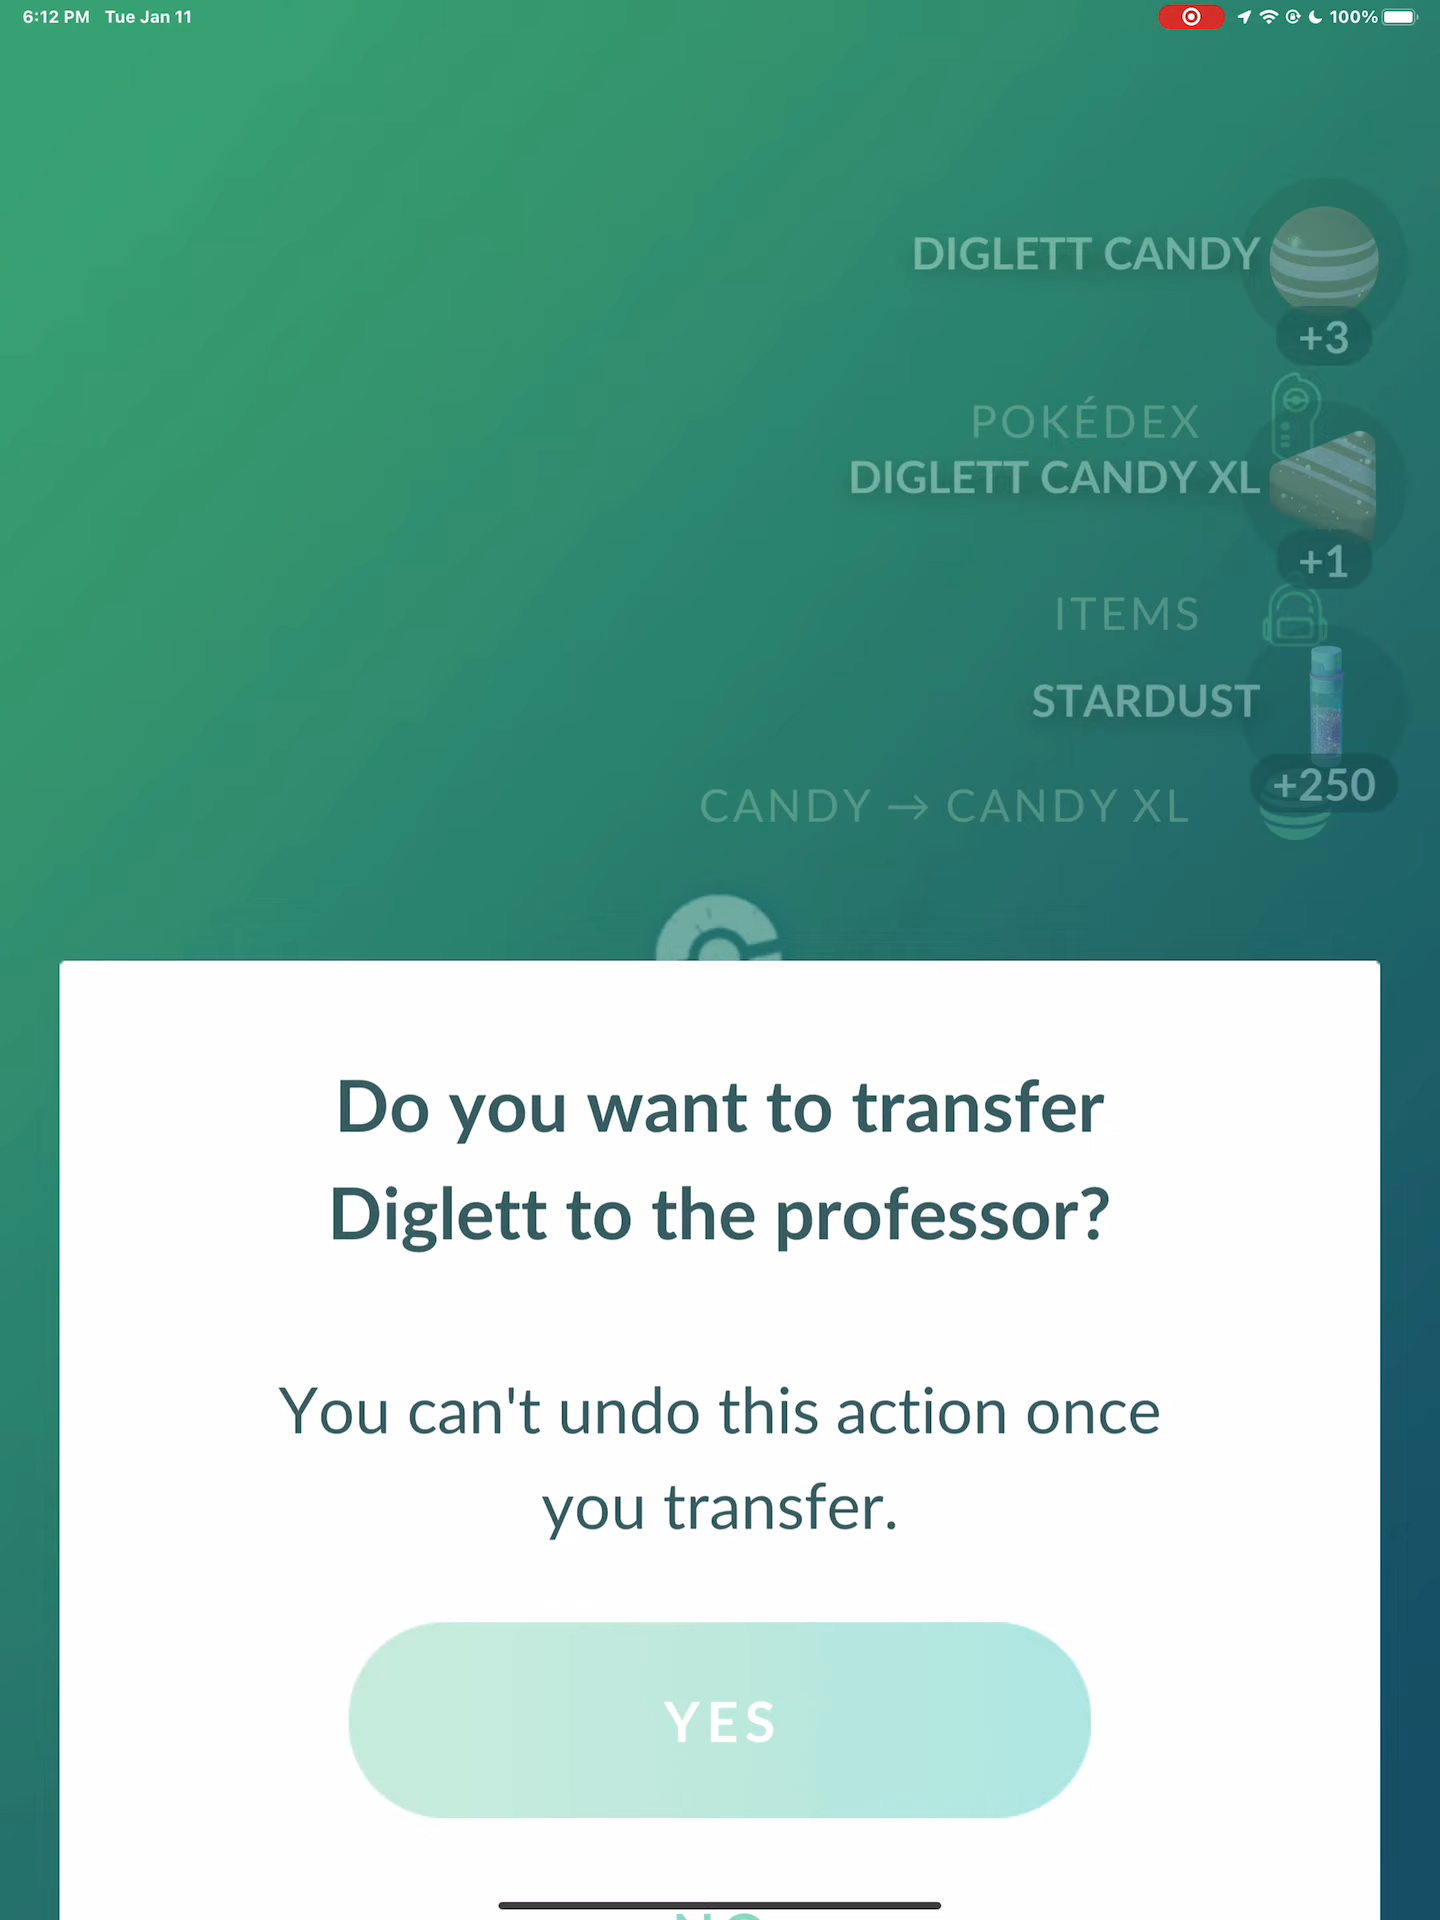 6:12 PM Tue Jan 11
100%
DIGLETT CANDY
+3
POKÉDEX
DIGLETT CANDY XL
+1
ITEMS
STARDUST
+250
CANDY → CANDY XL
Do you want to transfer
Diglett to the professor?
You can't undo this action once
you transfer.
YES
NO